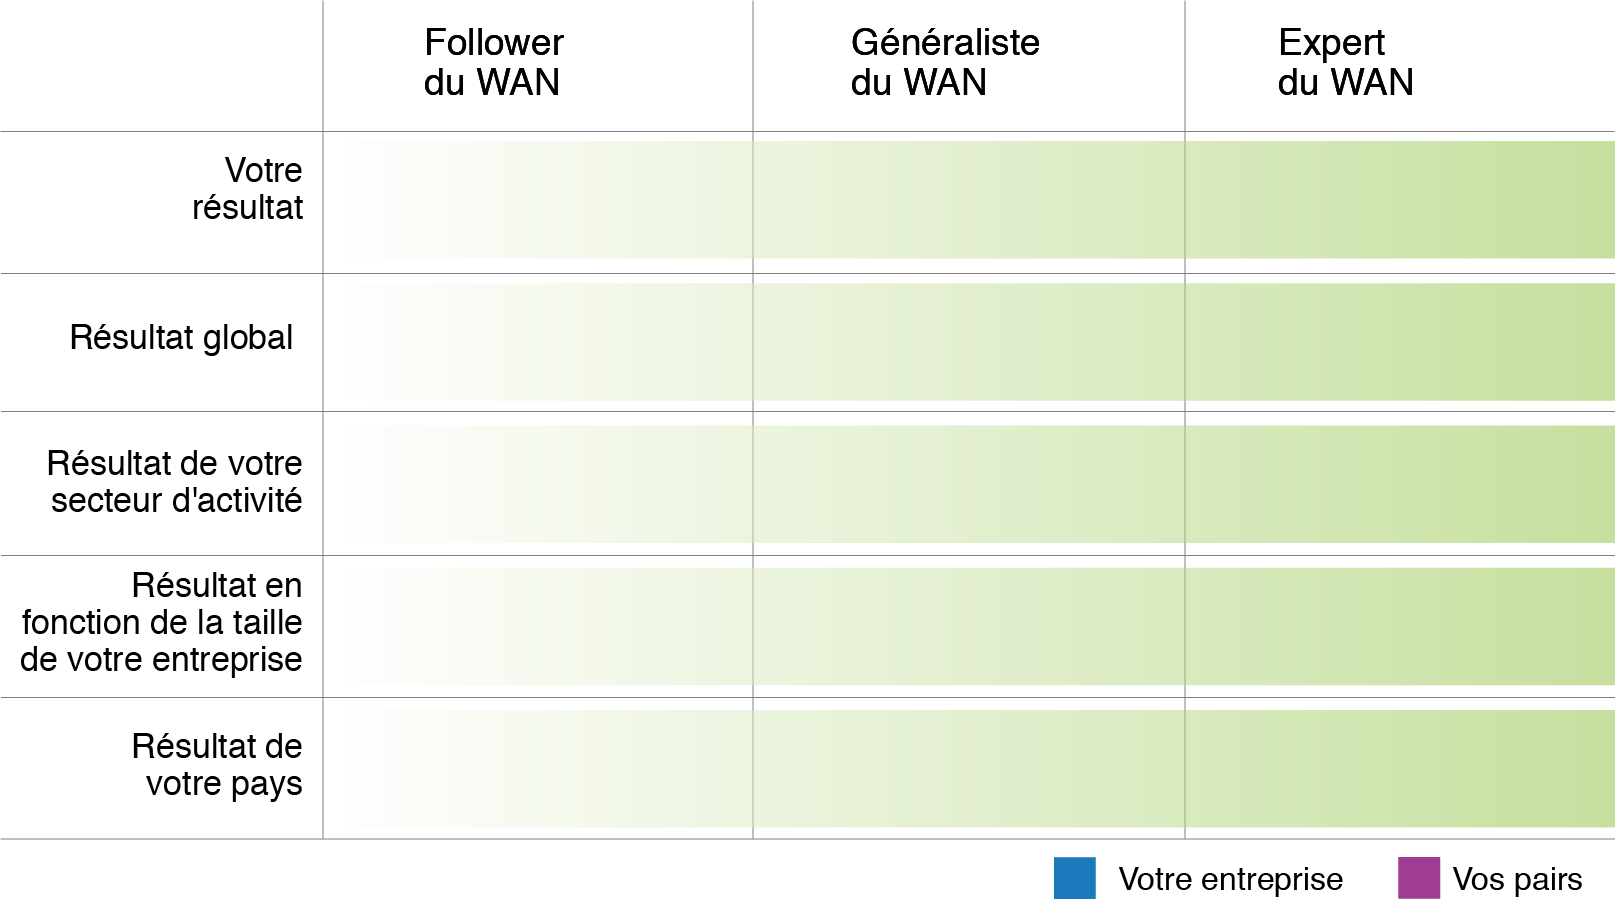 Follower
du WAN
Généraliste
du WAN
Expert
du WAN
Votre
résultat
Résultat global
Résultat de votre
secteur d'activité
Résultat en
fonction de la taille
de votre entreprise
Résultat de
votre pays
Votre entreprise
Vos pairs